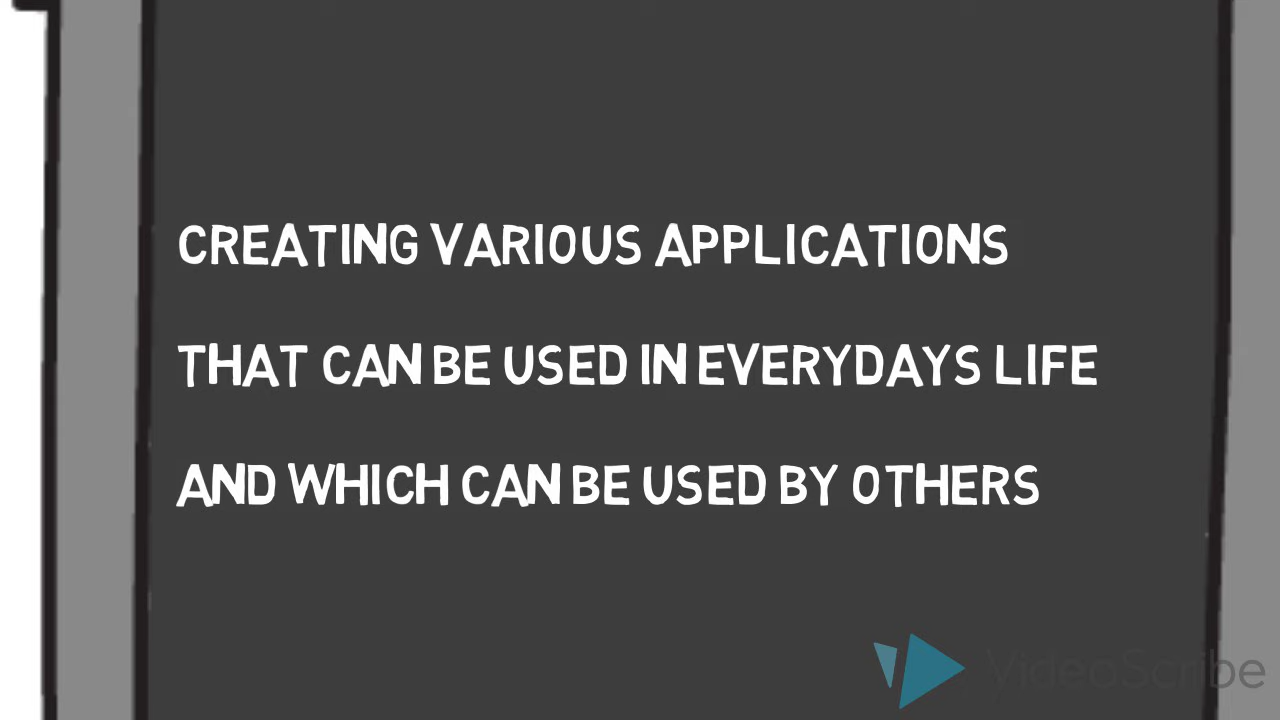 CREATING VARIOUS APPLICATIONS
THAT CAN BE USED IN EVERYDAYS LIFE
AND WHICH CAN BE USED BY OTHERS
VideoScribe